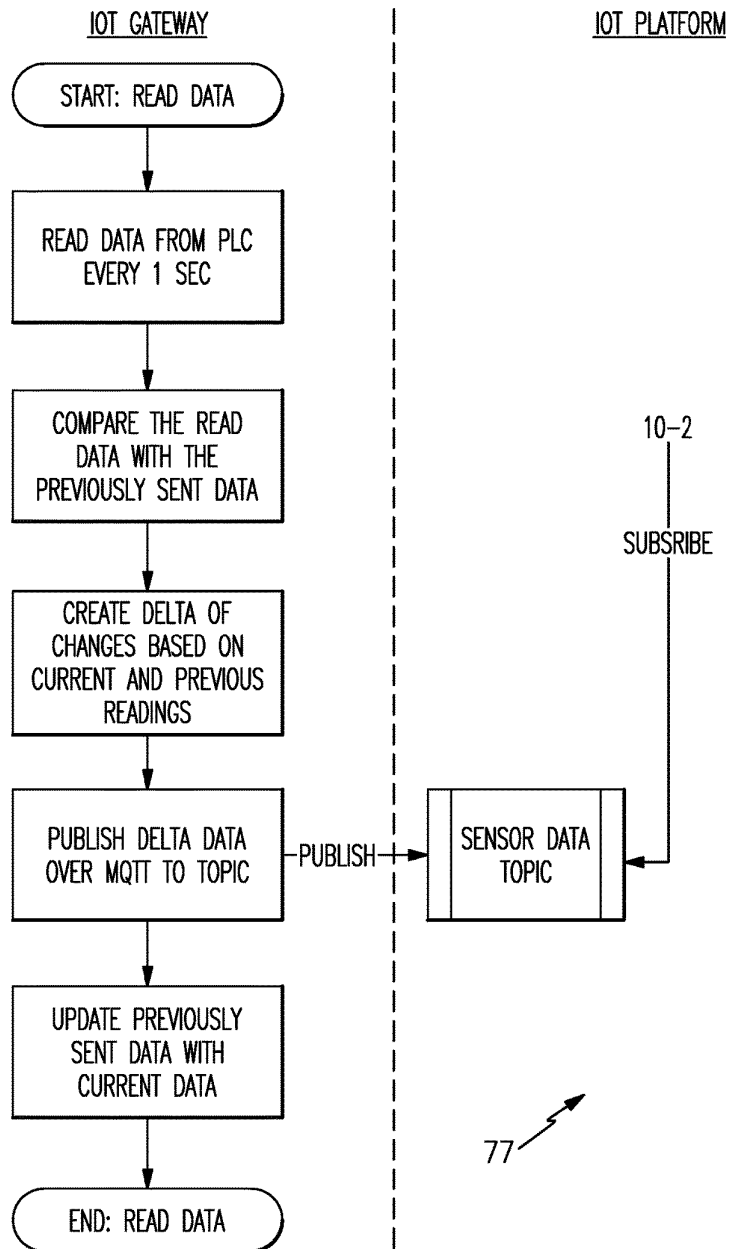 IOT GATEWAY
IOT PLATFORM
START: READ DATA
READ DATA FROM PLC
EVERY 1 SEC
COMPARE THE READ
DATA WITH THE
PREVIOUSLY SENT DATA
10-2
SUBSRIBE
CREATE DELTA OF
CHANGES BASED ON
CURRENT AND PREVIOUS
READINGS
PUBLISH DELTA DATA
OVER MQTT TO TOPIC
PUBLISH
SENSOR DATA
TOPIC
UPDATE PREVIOUSLY
SENT DATA WITH
CURRENT DATA
77
END: READ DATA